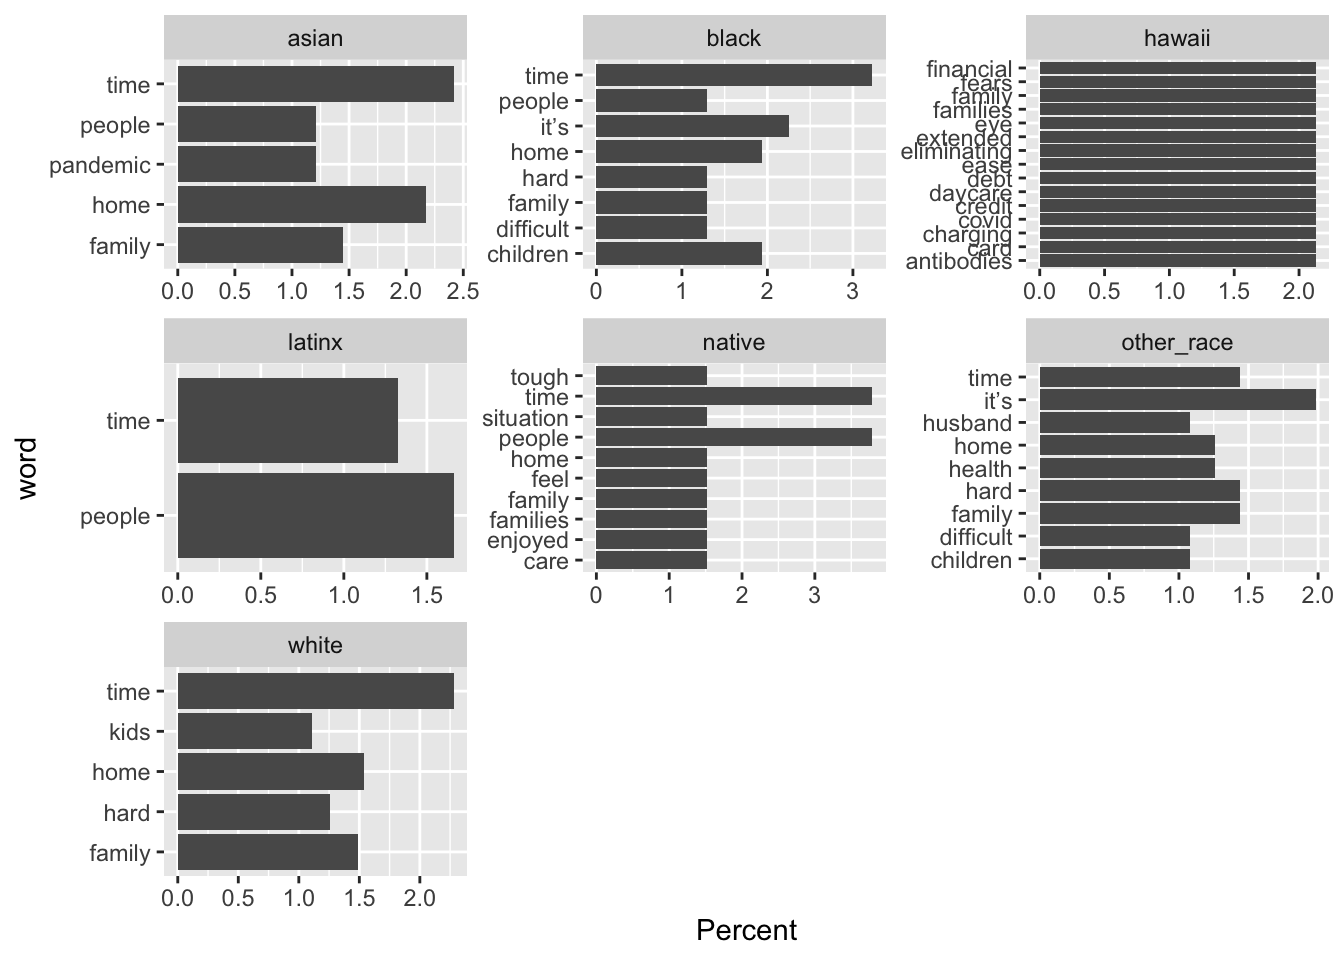 asian
time
people
pandemic
home
family
0.0 0.5 1.0 1.5 2.0 2.5
black
time
people
it’s
home
hard
family
difficult
children
0 1 2 3
hawaii
financial
fears
family
families
eye
extended
eliminating
ease
debt
daycare
credit
covid
charging
card
antibodies
0.0 0.5 1.0 1.5 2.0
latinx
time
people
0.0 0.5 1.0 1.5
native
tough
time
situation
people
home
feel
family
families
enjoyed
care
0 1 2 3
other_race
time
it’s
husband
home
health
hard
family
difficult
children
0.0 0.5 1.0 1.5 2.0
white
time
kids
home
hard
family
0.0 0.5 1.0 1.5 2.0
word
Percent